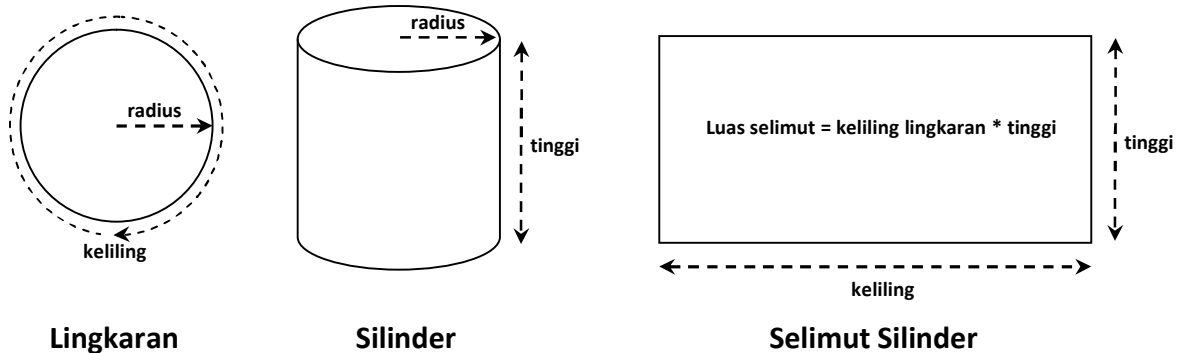 radius
keliling
Lingkaran
radius
tinggi
Silinder
Luas selimut = keliling lingkaran * tinggi
tinggi
keliling
Selimut Silinder